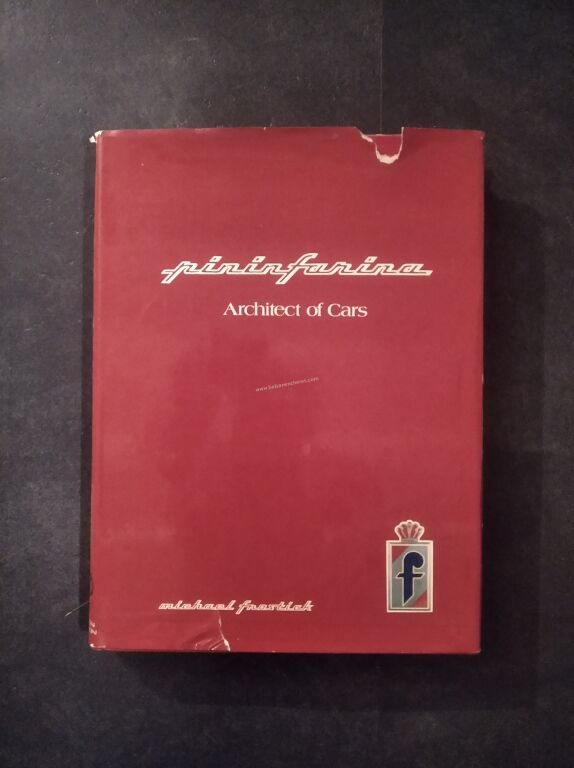 pininfarina
Architect of Cars
f
michael frostick